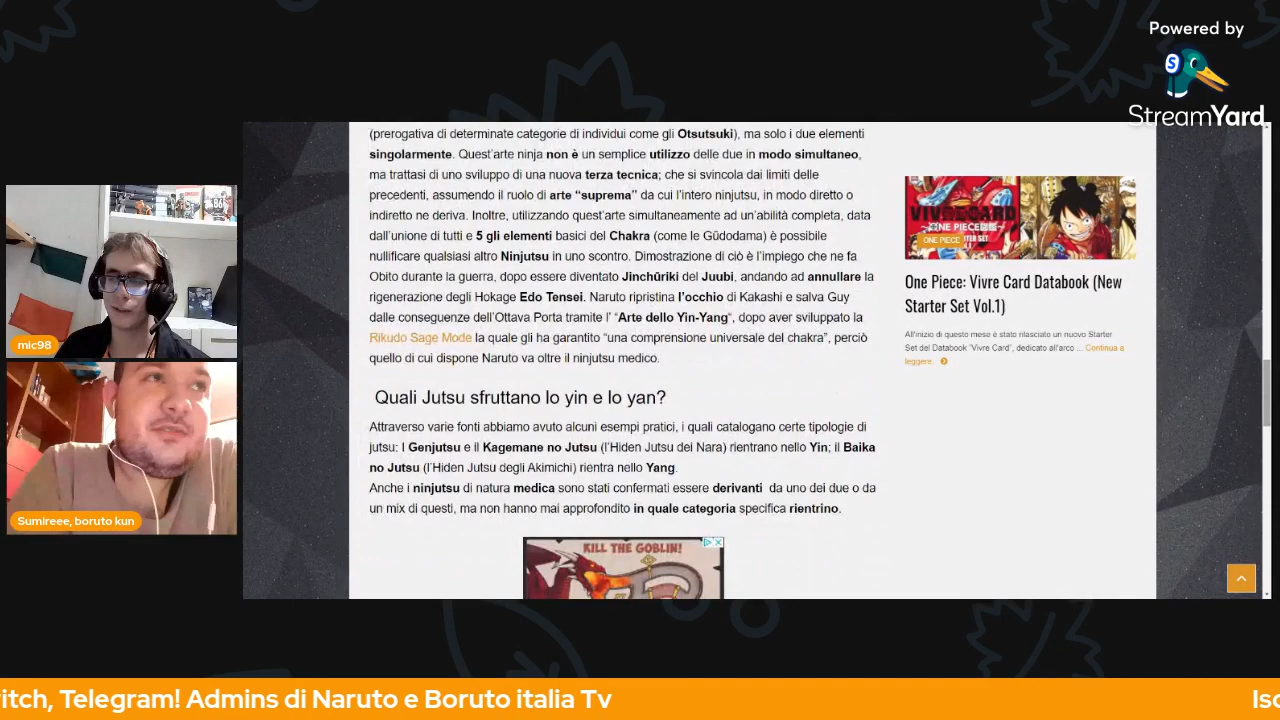 Powered by
StreamYard
(prerogativa di determinate categorie di individui come gli Otsutsuki), ma solo i due elementi
singolarmente. Quest'arte ninja non è un semplice utilizzo delle due in modo simultaneo,
ma trattasi di uno sviluppo di una nuova terza tecnica; che si svincola dai limiti delle
precedenti, assumendo il ruolo di arte “suprema” da cui l'intero ninjutsu, in modo diretto o
indiretto ne deriva. Inoltre, utilizzando quest'arte simultaneamente ad un'abilità completa, data
dall'unione di tutti e 5 gli elementi basici del Chakra (come le Gūdodama) è possibile
nullificare qualsiasi altro Ninjutsu in uno scontro. Dimostrazione di ciò è l'impiego che ne fa
Obito durante la guerra, dopo essere diventato Jinchūriki del Juubi, andando ad annullare la
rigenerazione degli Hokage Edo Tensei. Naruto ripristina l'occhio di Kakashi e salva Guy
dalle conseguenze dell'Ottava Porta tramite l' “Arte dello Yin-Yang“, dopo aver sviluppato la
Rikudo Sage Mode la quale gli ha garantito “una comprensione universale del chakra”, perciò
quello di cui dispone Naruto va oltre il ninjutsu medico.
Quali Jutsu sfruttano lo yin e lo yan?
Attraverso varie fonti abbiamo avuto alcuni esempi pratici, i quali catalogano certe tipologie di
jutsu: I Genjutsu e il Kagemane no Jutsu (l'Hiden Jutsu dei Nara) rientrano nello Yin; il Baika
no Jutsu (l'Hiden Jutsu degli Akimichi) rientra nello Yang.
Anche i ninjutsu di natura medica sono stati confermati essere derivanti da uno dei due o da
un mix di questi, ma non hanno mai approfondito in quale categoria specifica rientrino.
KILL THE GOBLIN!
VIVRE CARD
ONE PIECE
One Piece: Vivre Card Databook (New
Starter Set Vol.1)
All'inizio di questo mese è stato rilasciato un nuovo Starter
Set del Databook “Vivre Card”, dedicato all'arco ... Continua a
leggere
86
mic98
Sumireee, boruto kun
itch, Telegram! Admins di Naruto e Boruto italia Tv
Isc